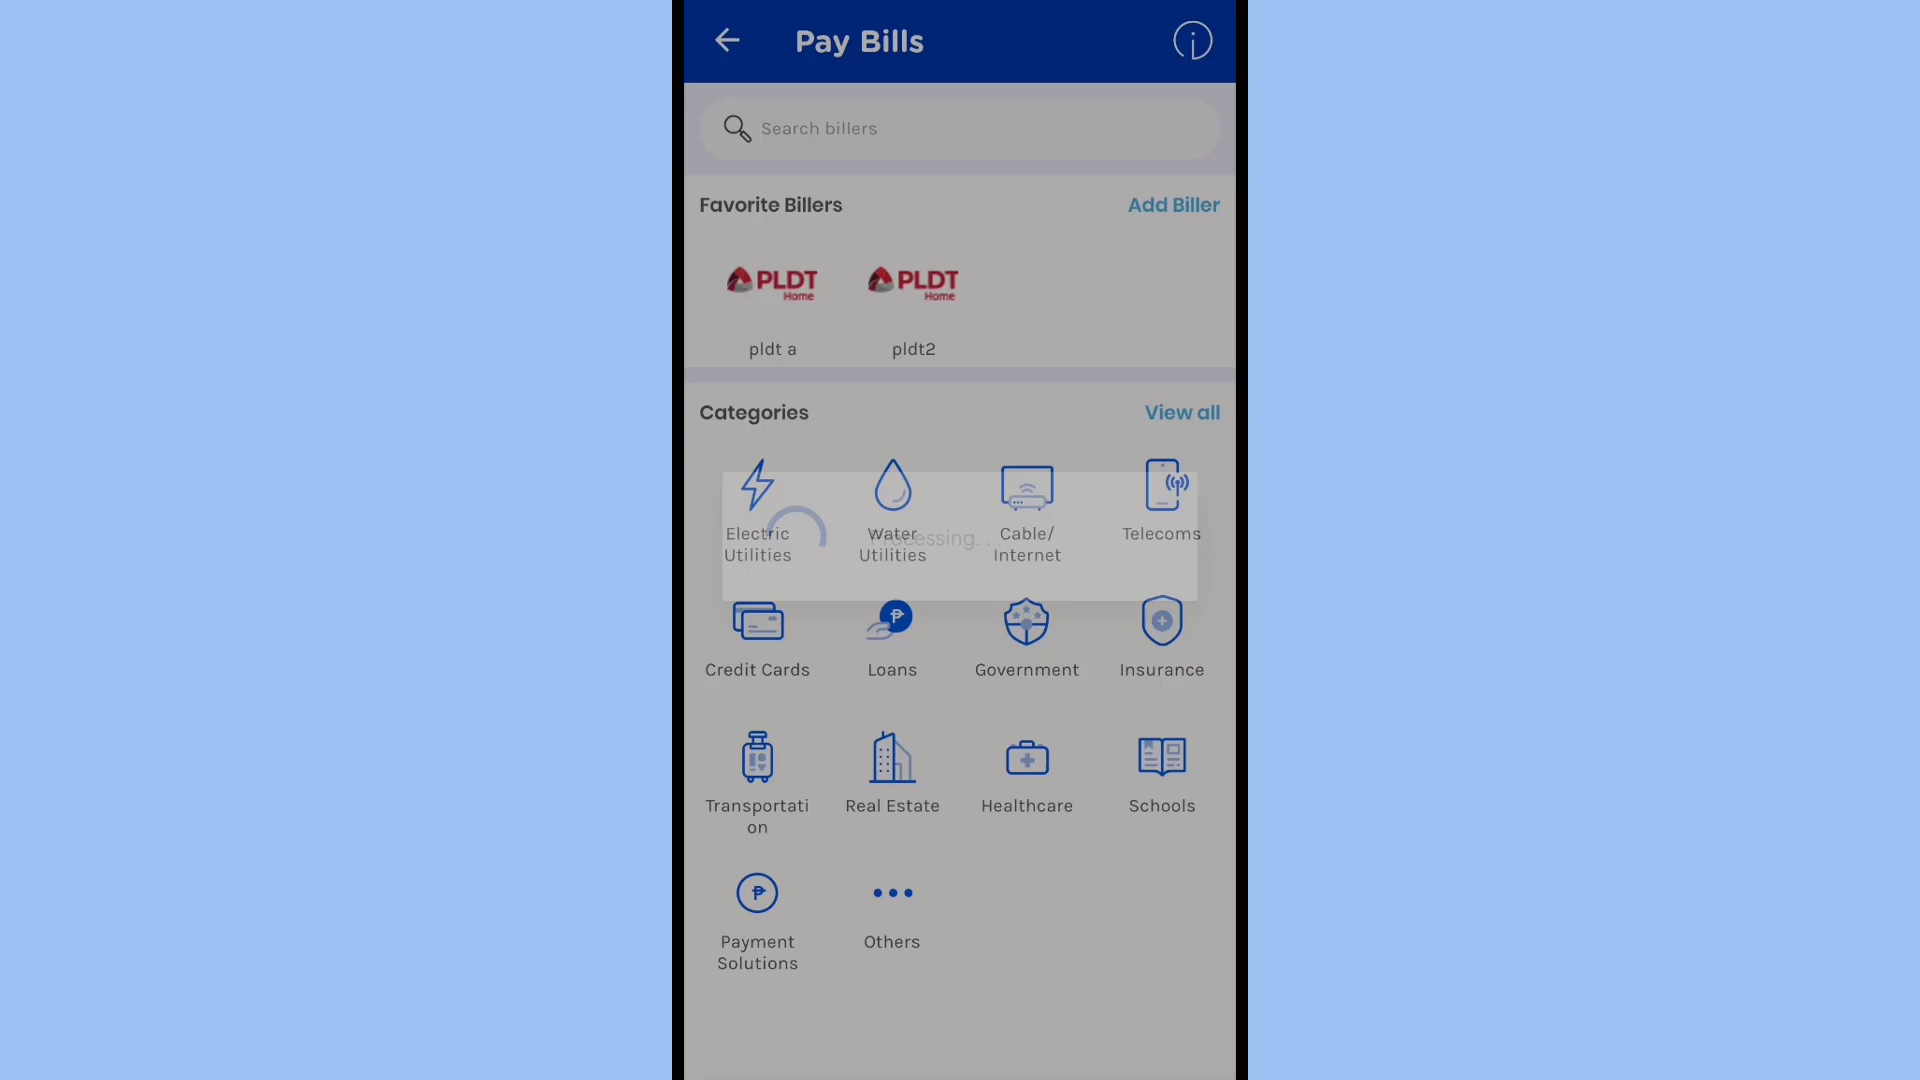 Pay Bills
Search billers
Favorite Billers
Add Biller
PLDT
Home
PLDT
Home
pldt a
pldt2
Categories
View all
Electric
Utilities
Water
Utilities
Cable/
Internet
Telecoms
Processing. . .
Credit Cards
Loans
Government
Insurance
Transportati
on
Real Estate
Healthcare
Schools
Payment
Solutions
Others